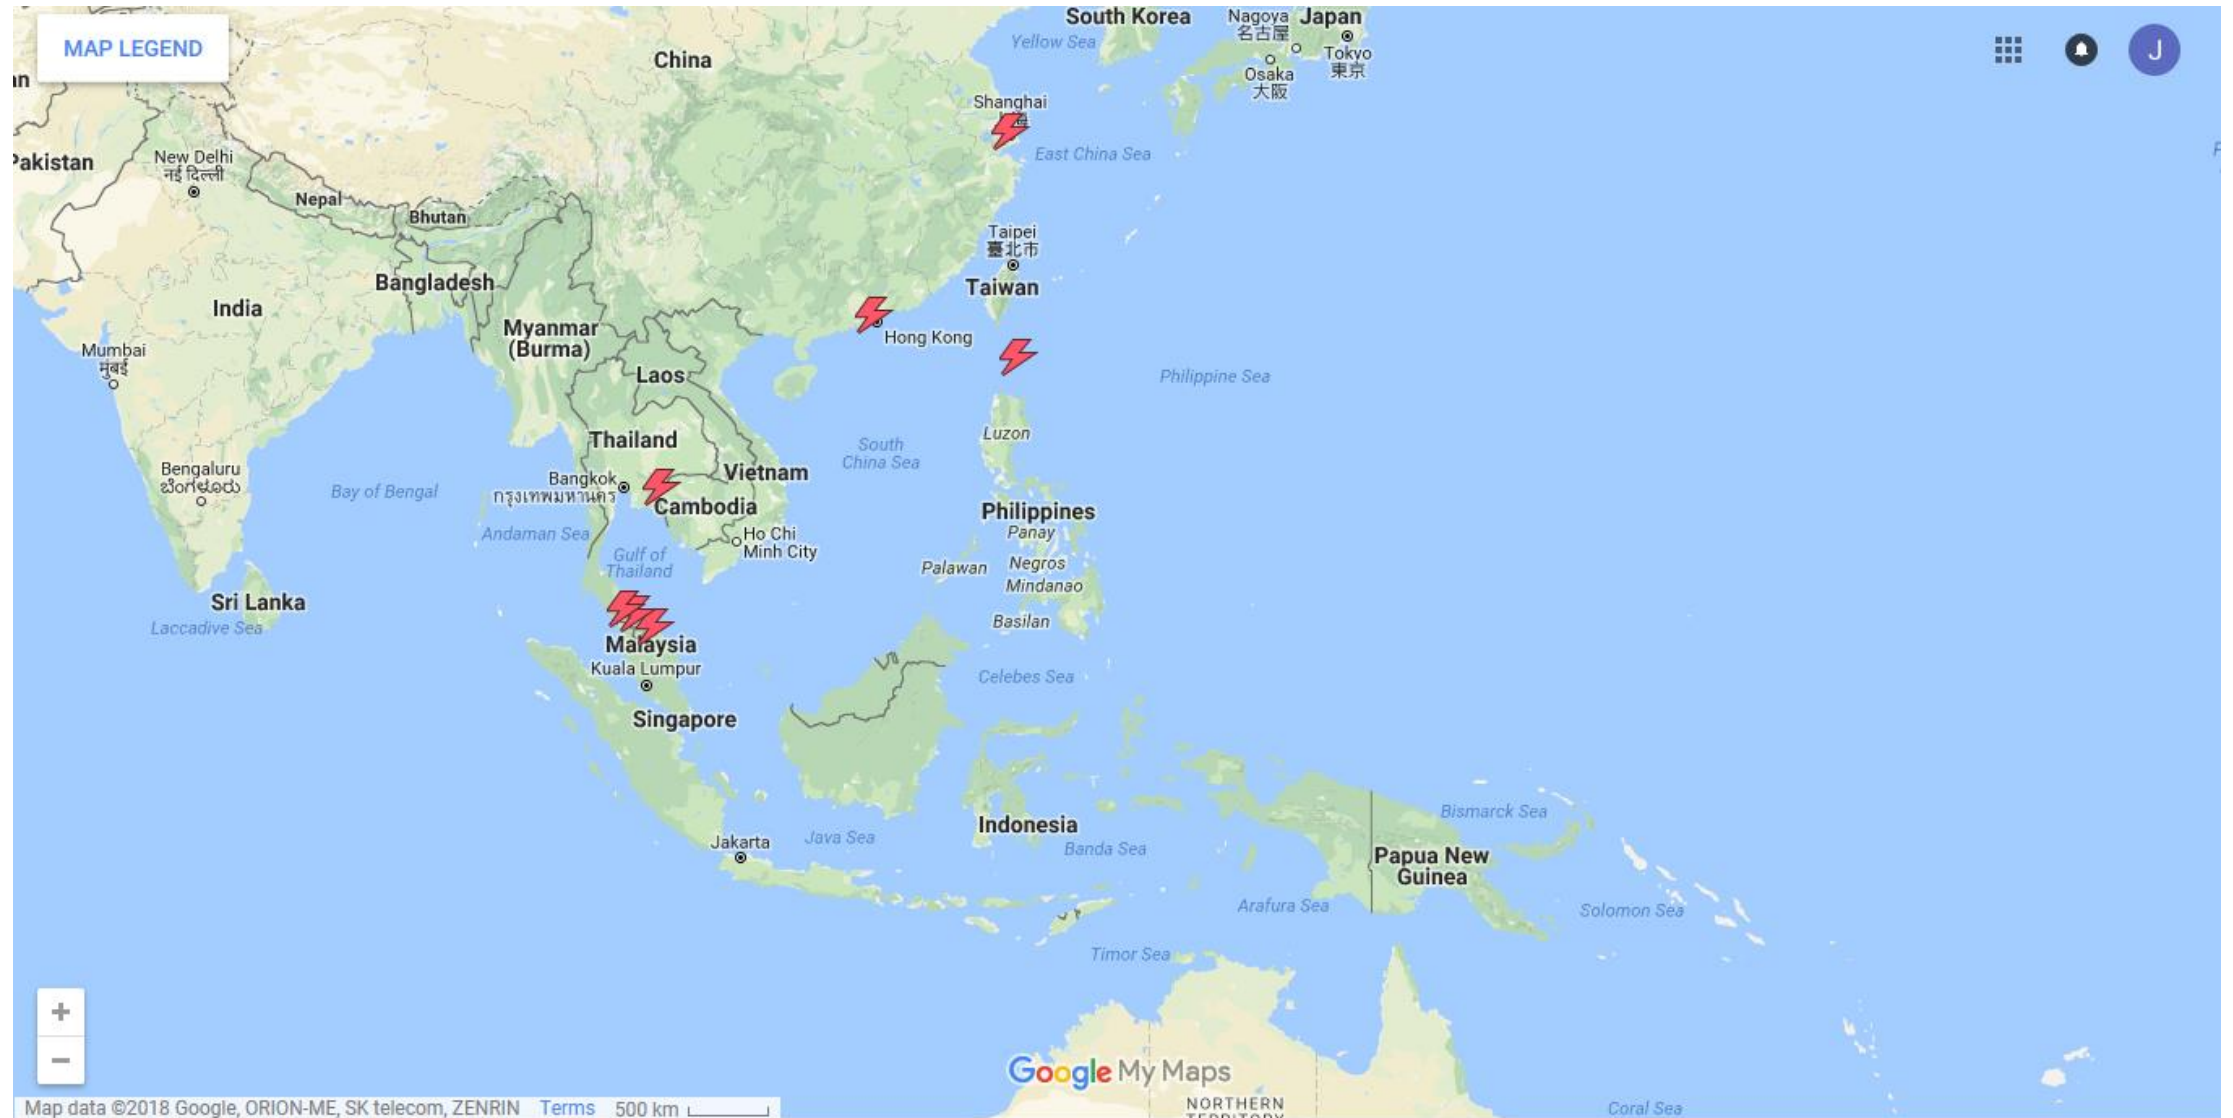 MAP LEGEND
South Korea
Nagoya
名古屋
Japan
Tokyo
東京
Osaka
大阪
Yellow Sea
China
Shanghai
East China Sea
Pakistan
New Delhi
नई दिल्ली
Nepal
Bhutan
Taipei
臺北市
Taiwan
Bangladesh
India
Myanmar
(Burma)
Hong Kong
Mumbai
मुंबई
Laos
Philippine Sea
Luzon
Thailand
South
China Sea
Vietnam
Bengaluru
ಬೆಂಗಳೂರು
Bay of Bengal
Bangkok
กรุงเทพมหานคร
Cambodia
Philippines
Panay
Andaman Sea
Ho Chi
Minh City
Gulf of
Thailand
Palawan
Negros
Mindanao
Sri Lanka
Laccadive Sea
Basilan
Malaysia
Kuala Lumpur
Celebes Sea
Singapore
Indonesia
Bismarck Sea
Jakarta
Java Sea
Banda Sea
Papua New
Guinea
Arafura Sea
Solomon Sea
Timor Sea
J
+
−
Google My Maps
NORTHERN
Coral Sea
Map data ©2018 Google, ORION-ME, SK telecom, ZENRIN Terms 500 km